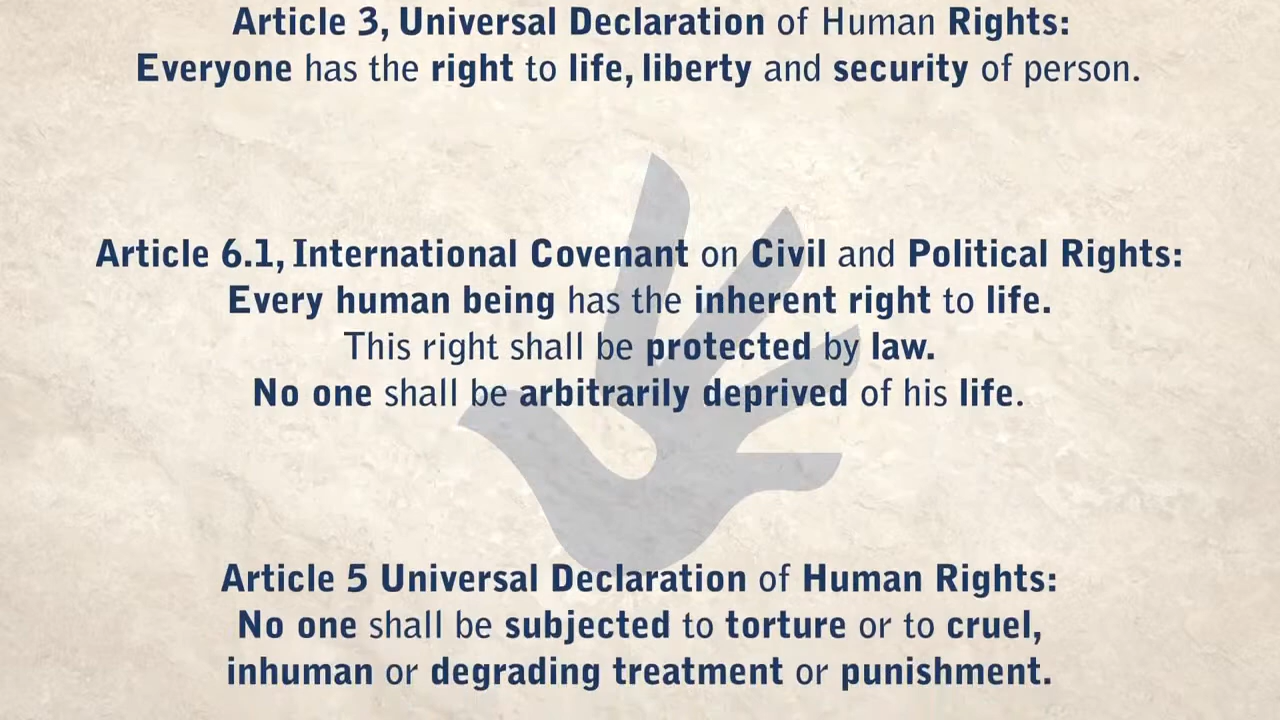 Article 3, Universal Declaration of Human Rights:
Everyone has the right to life, liberty and security of person.
Article 6.1, International Covenant on Civil and Political Rights:
Every human being has the inherent right to life.
This right shall be protected by law.
No one shall be arbitrarily deprived of his life.
Article 5 Universal Declaration of Human Rights:
No one shall be subjected to torture or to cruel,
inhuman or degrading treatment or punishment.